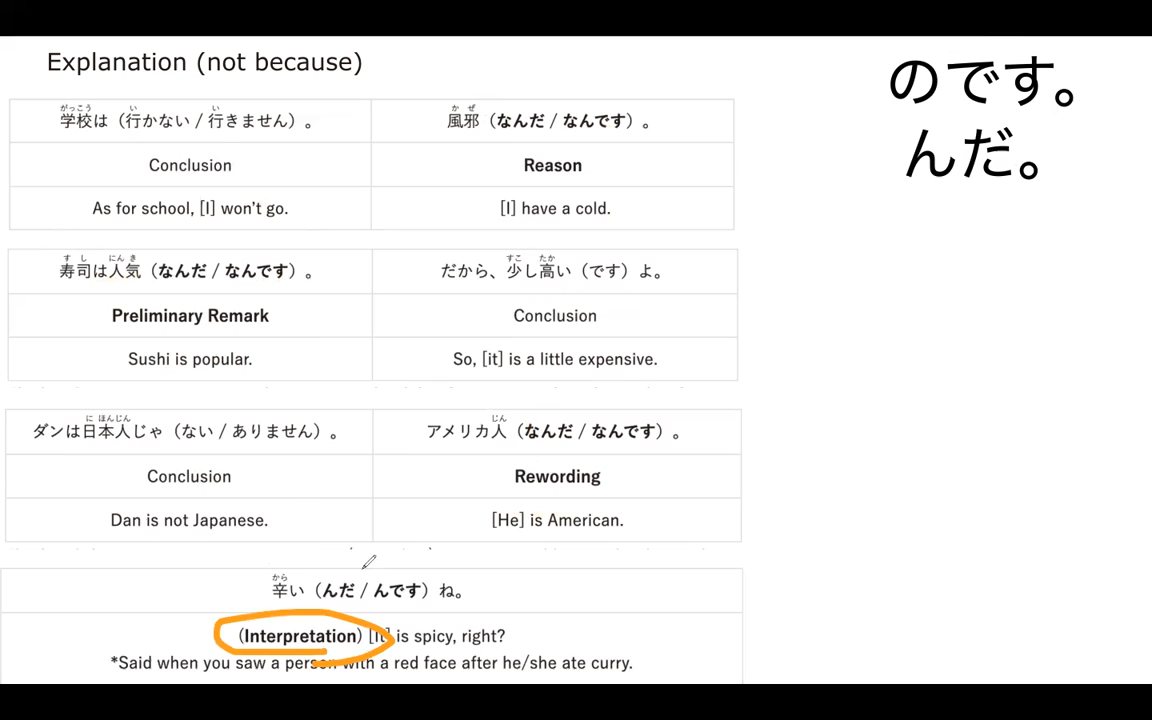 Explanation (not because)
のです。
んだ。
がっこう い い
学校は（行かない / 行きません）。
かぜ
風邪（なんだ / なんです）。
Conclusion
Reason
As for school, [I] won't go.
[I] have a cold.
すし にんき
寿司は人気（なんだ / なんです）。
すこ たか
だから、少し高い（です）よ。
Preliminary Remark
Conclusion
Sushi is popular.
So, [it] is a little expensive.
に ほんじん
ダンは日本人じゃ（ない / ありません）。
じん
アメリカ人（なんだ / なんです）。
Conclusion
Rewording
Dan is not Japanese.
[He] is American.
から
辛い（んだ / んです）ね。
(Interpretation) [It] is spicy, right?
*Said when you saw a person with a red face after he/she ate curry.